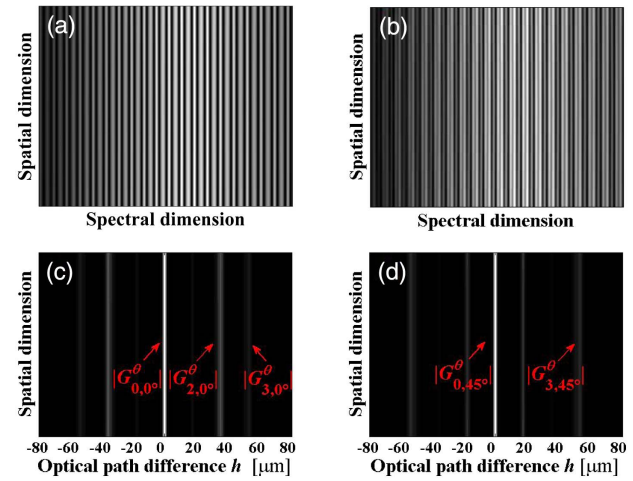 (a)
(b)
Spatial dimension
Spatial dimension
Spectral dimension
Spectral dimension
(c)
(d)
Spatial dimension
Spatial dimension
|G^θ_{0,0°}| |G^θ_{2,0°}| |G^θ_{3,0°}|
|G^θ_{0,45°}| |G^θ_{3,45°}|
-80 -60 -40 -20 0 20 40 60 80
-80 -60 -40 -20 0 20 40 60 80
Optical path difference h [μm]
Optical path difference h [μm]